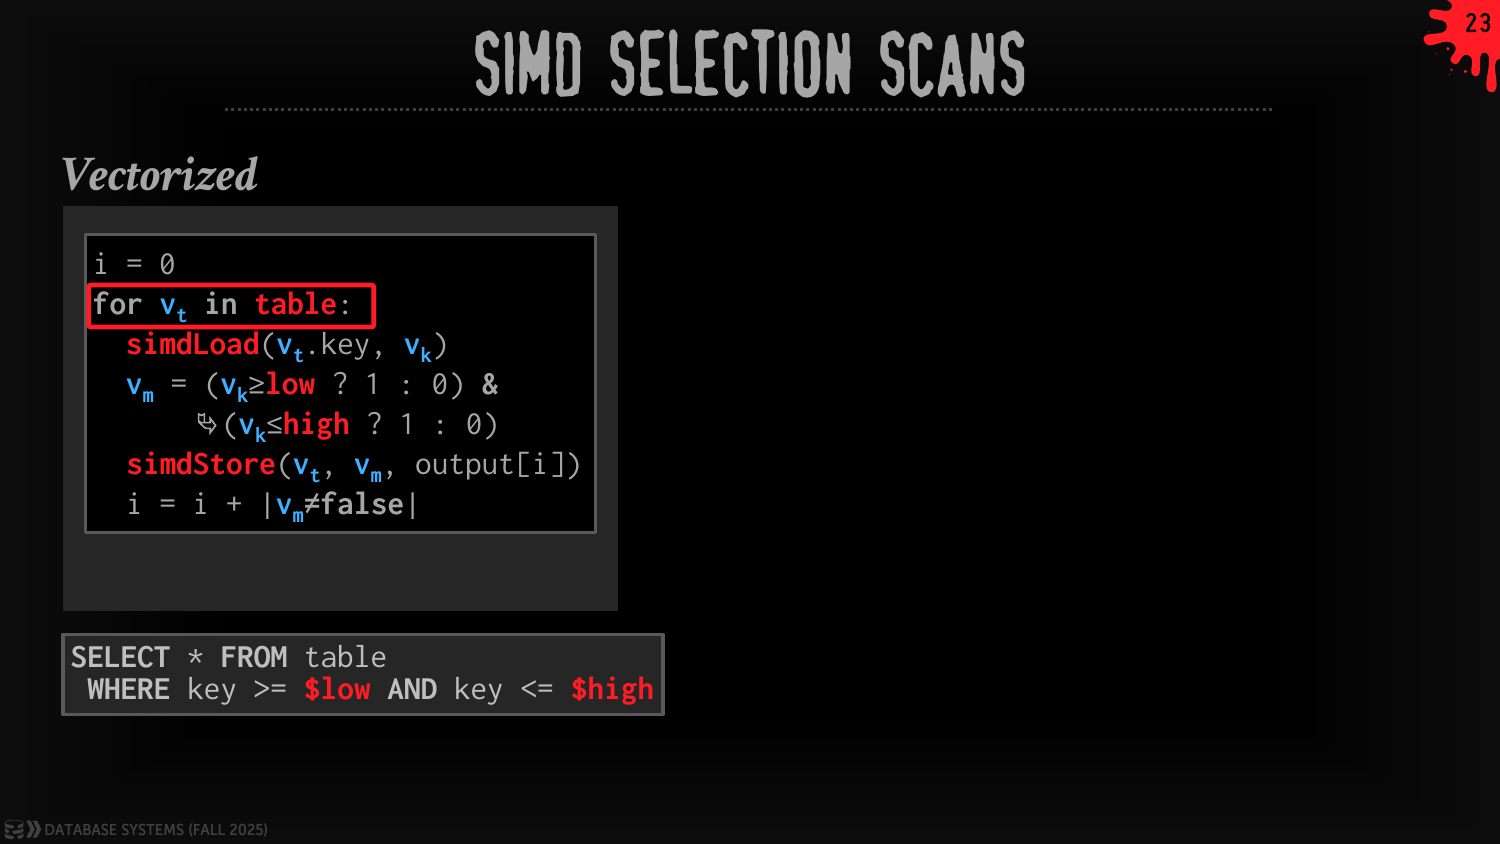 SIMD SELECTION SCANS
23
Vectorized
i = 0
for vt in table:
simdLoad(vt.key, vk)
vm = (vk≥low ? 1 : 0) &
⮱(vk≤high ? 1 : 0)
simdStore(vt, vm, output[i])
i = i + |vm≠false|
SELECT * FROM table
WHERE key >= $low AND key <= $high
DATABASE SYSTEMS (FALL 2025)